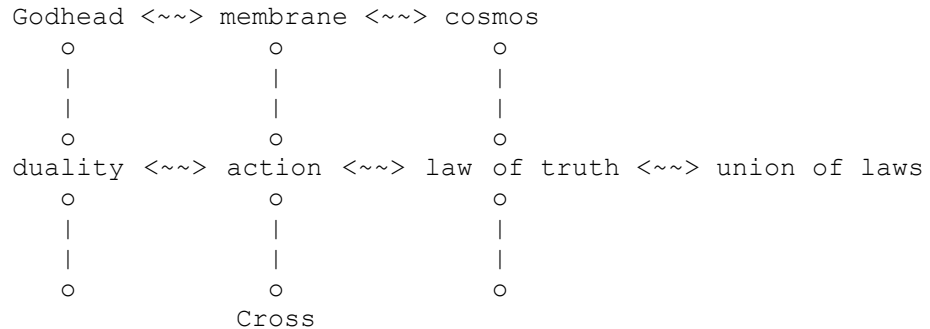 Godhead <~~> membrane <~~> cosmos
duality <~~> action <~~> law of truth <~~> union of laws
Cross